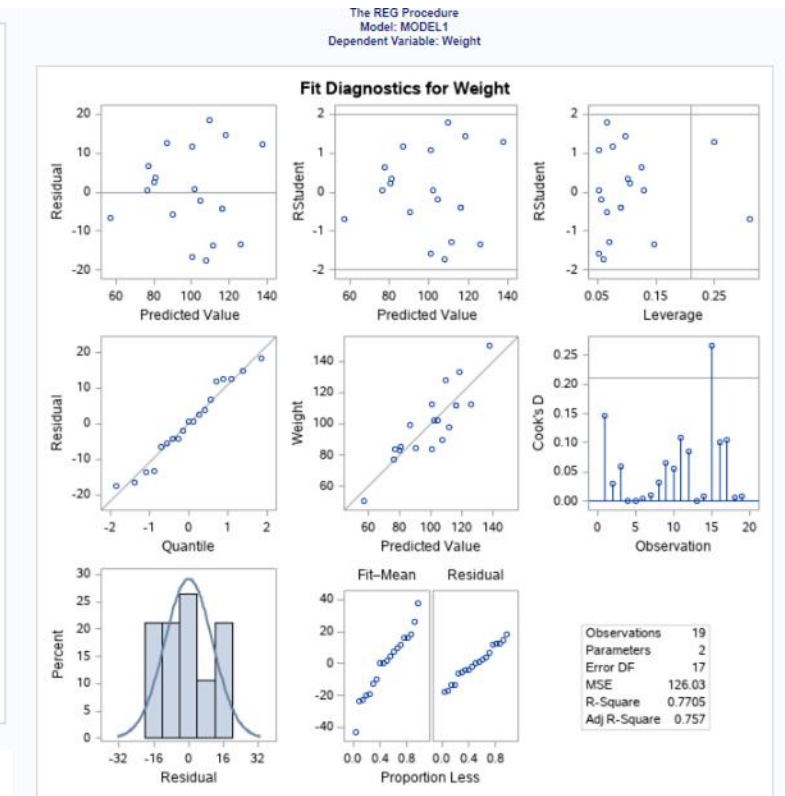 The REG Procedure
Model: MODEL1
Dependent Variable: Weight
Fit Diagnostics for Weight
Residual
20
10
0
-10
-20
60 80 100 120 140
Predicted Value
RStudent
2
1
0
-1
-2
60 80 100 120 140
Predicted Value
RStudent
2
1
0
-1
-2
0.05 0.15 0.25
Leverage
Residual
20
10
0
-10
-20
-2 -1 0 1 2
Quantile
Weight
140
120
100
80
60
60 80 100 120 140
Predicted Value
Cook's D
0.25
0.20
0.15
0.10
0.05
0.00
0 5 10 15 20
Observation
Percent
30
25
20
15
10
5
0
-32 -16 0 16 32
Residual
Fit–Mean Residual
40
20
0
-20
-40
0.0 0.4 0.8 0.0 0.4 0.8
Proportion Less
Observations 19
Parameters 2
Error DF 17
MSE 126.03
R-Square 0.7705
Adj R-Square 0.757